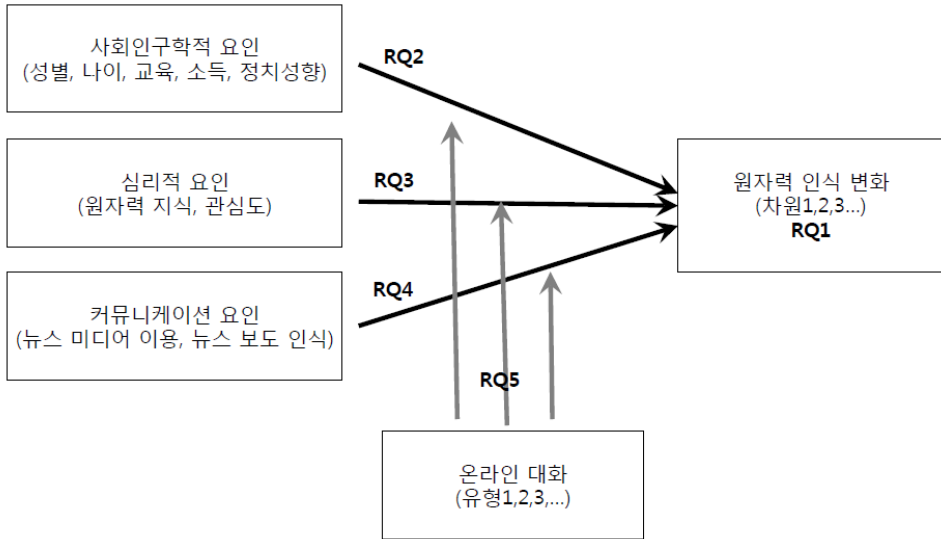 사회인구학적 요인
(성별, 나이, 교육, 소득, 정치성향)
RQ2
심리적 요인
(원자력 지식, 관심도)
RQ3
원자력 인식 변화
(차원1,2,3...)
RQ1
커뮤니케이션 요인
(뉴스 미디어 이용, 뉴스 보도 인식)
RQ4
RQ5
온라인 대화
(유형1,2,3,...)